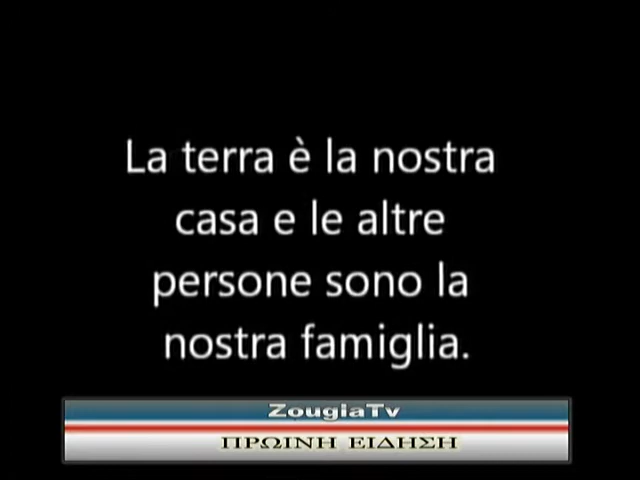 La terra è la nostra
casa e le altre
persone sono la
nostra famiglia.
ZougiaTv
ΠΡΩΙΝΗ ΕΙΔΗΣΗ